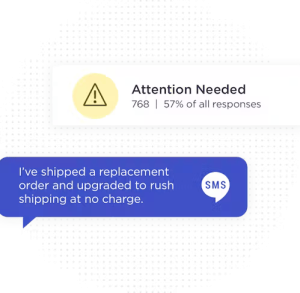 Attention Needed
768 | 57% of all responses
I've shipped a replacement
order and upgraded to rush
shipping at no charge.
SMS